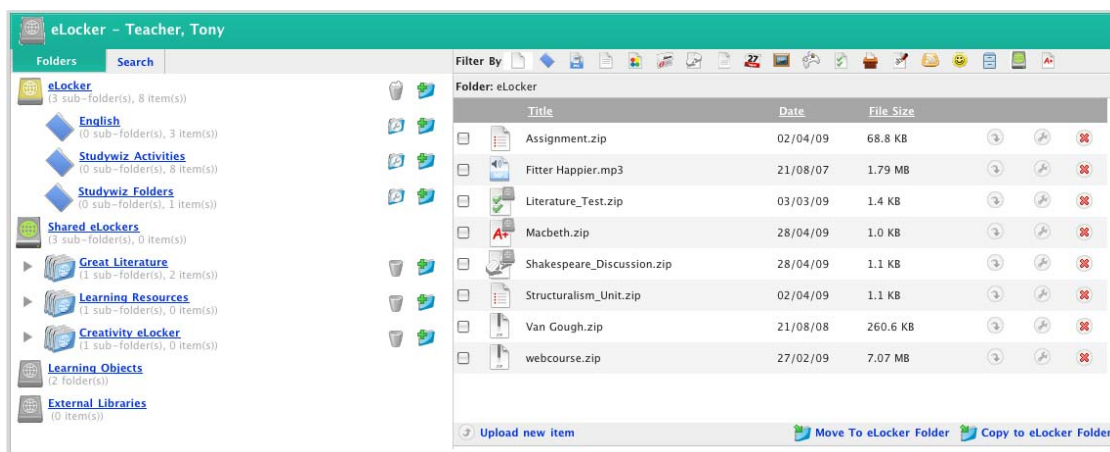 eLocker – Teacher, Tony
Folders Search
eLocker
(3 sub-folder(s), 8 item(s))
English
(0 sub-folder(s), 3 item(s))
Studywiz Activities
(0 sub-folder(s), 8 item(s))
Studywiz Folders
(0 sub-folder(s), 1 item(s))
Shared eLockers
(3 sub-folder(s), 0 item(s))
Great Literature
(1 sub-folder(s), 2 item(s))
Learning Resources
(1 sub-folder(s), 0 item(s))
Creativity eLocker
(1 sub-folder(s), 0 item(s))
Learning Objects
(2 folder(s))
External Libraries
(0 item(s))
Filter By 27 A+
Folder: eLocker
Title Date File Size
Assignment.zip 02/04/09 68.8 KB
Fitter Happier.mp3 21/08/07 1.79 MB
Literature_Test.zip 03/03/09 1.4 KB
A+ Macbeth.zip 28/04/09 1.0 KB
Shakespeare_Discussion.zip 28/04/09 1.1 KB
Structuralism_Unit.zip 02/04/09 1.1 KB
Van Gough.zip 21/08/08 260.6 KB
webcourse.zip 27/02/09 7.07 MB
Upload new item Move To eLocker Folder Copy to eLocker Folder